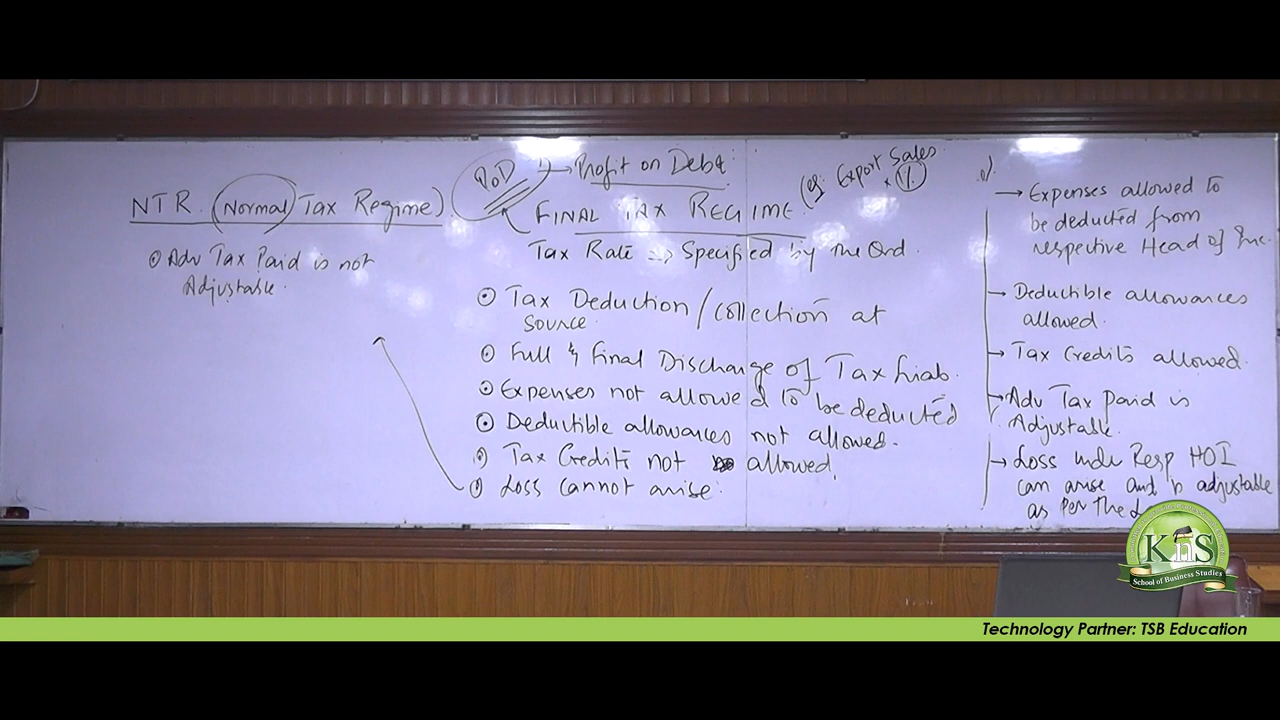 NTR. (Normal) Tax Regime)
⊙ Adv Tax Paid is not
Adjustable.
PoD
1) → Profit on Debt:
(eg: Export Sales
× 1%)
FINAL TAX REGIME
Tax Rate => Specified by the Ord.
⊙ Tax Deduction/Collection at
source.
⊙ Full & Final Discharge of Tax Liab.
⊙ Expenses not allowed to be deducted
⊙ Deductible allowances not allowed.
⊙ Tax Credits not allowed.
⊙ Loss cannot arise.
→ Expenses allowed to
be deducted from
respective Head of Inc.
→ Deductible allowances
allowed.
→ Tax Credits allowed.
→ Adv Tax paid is
Adjustable.
→ Loss under Resp HOI
can arise and is adjustable
as per the
KnS
School of Business Studies
Technology Partner: TSB Education